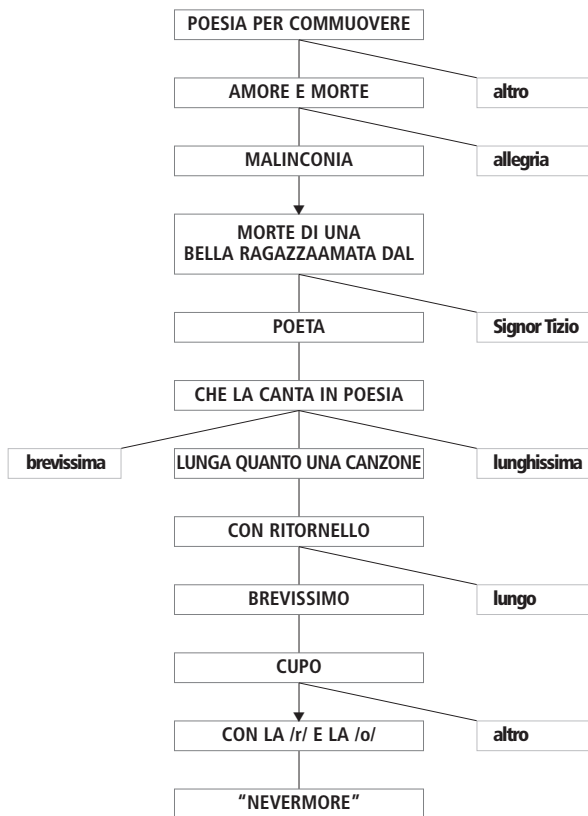 POESIA PER COMMUOVERE
AMORE E MORTE
altro
MALINCONIA
allegria
MORTE DI UNA
BELLA RAGAZZAAMATA DAL
POETA
Signor Tizio
CHE LA CANTA IN POESIA
brevissima
LUNGA QUANTO UNA CANZONE
lunghissima
CON RITORNELLO
BREVISSIMO
lungo
CUPO
CON LA /r/ E LA /o/
altro
“NEVERMORE”